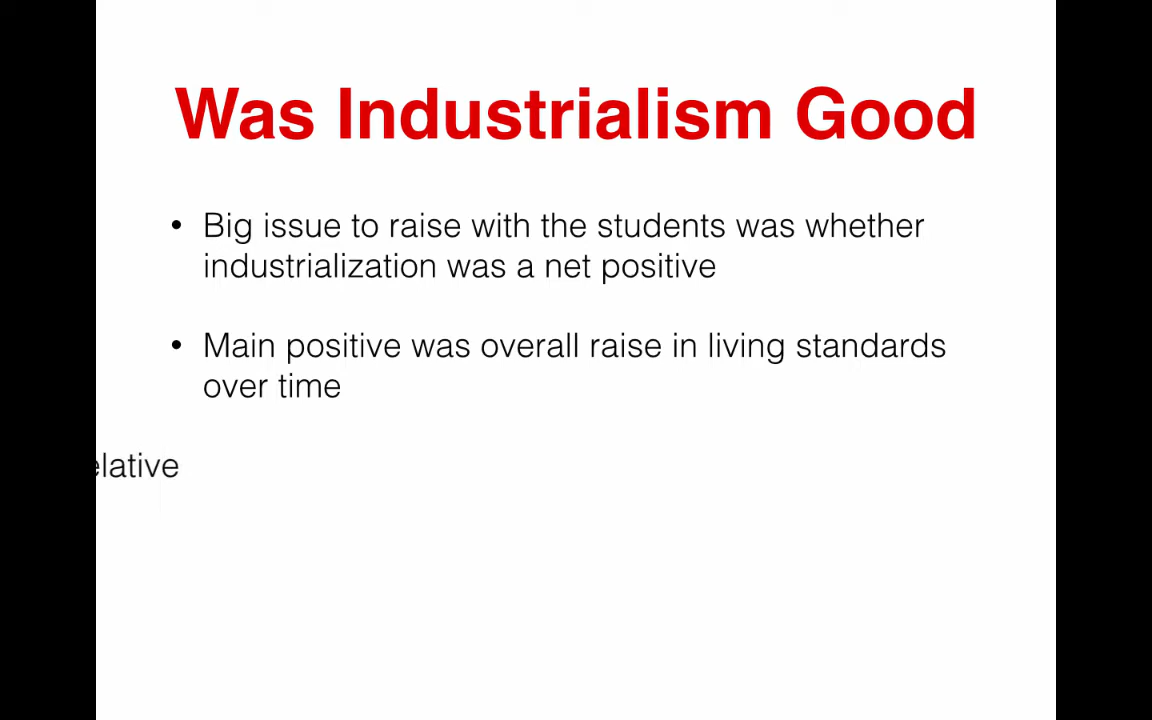 Was Industrialism Good
• Big issue to raise with the students was whether
industrialization was a net positive
• Main positive was overall raise in living standards
over time
elative